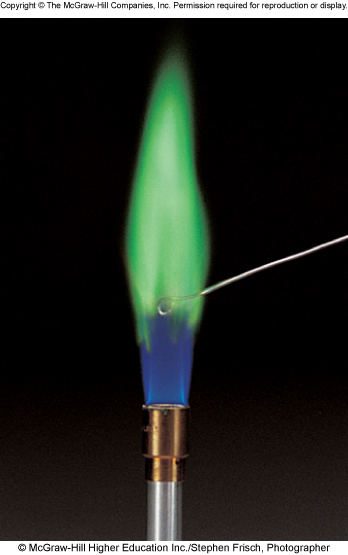 Copyright © The McGraw-Hill Companies, Inc. Permission required for reproduction or display.
© McGraw-Hill Higher Education Inc./Stephen Frisch, Photographer